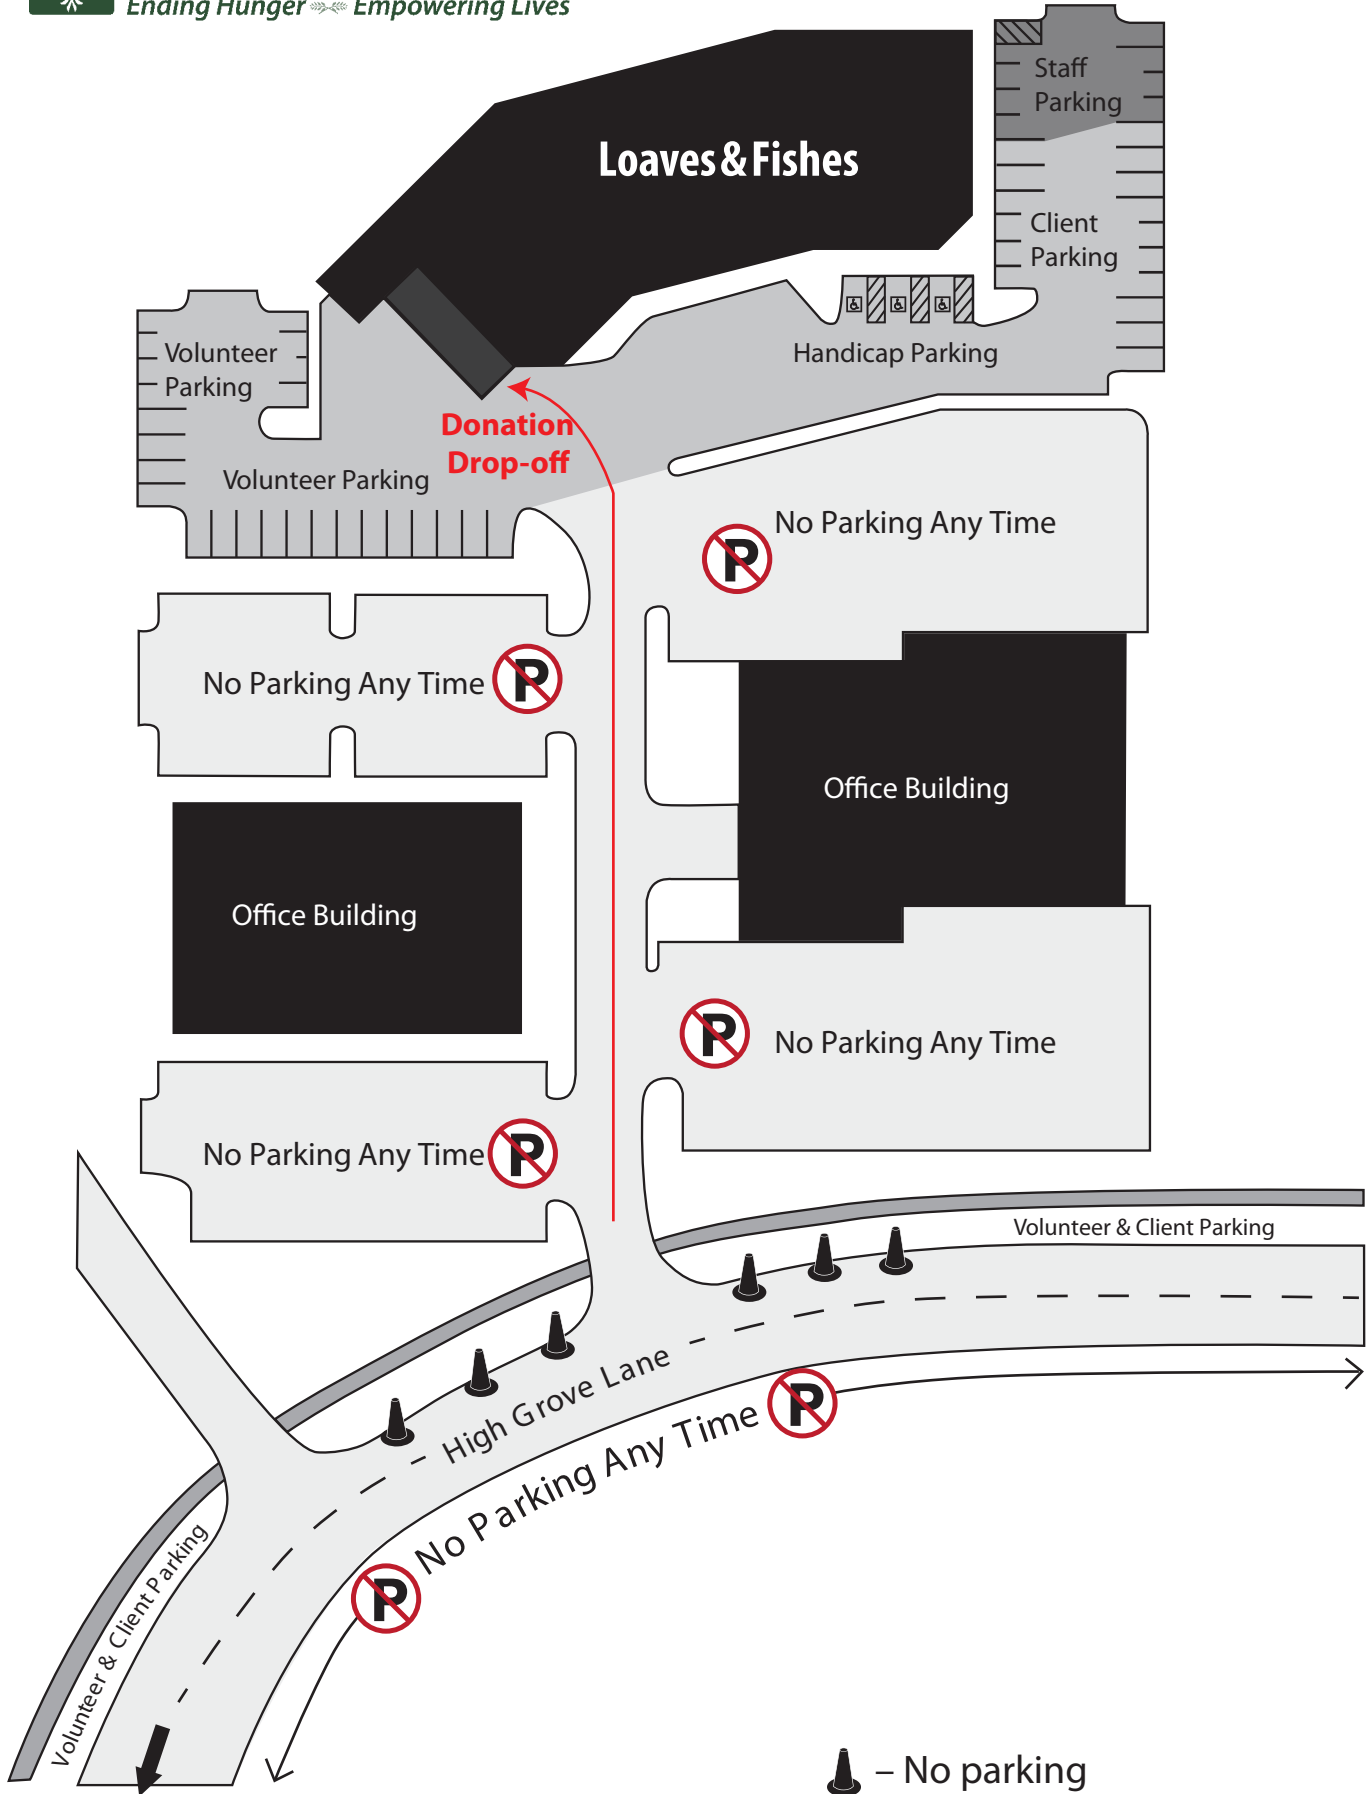 Ending Hunger Empowering Lives
Staff
Parking
Loaves & Fishes
Client
Parking
Volunteer
Parking
Handicap Parking
Donation
Drop-off
Volunteer Parking
No Parking Any Time
P
No Parking Any Time
P
Office Building
Office Building
P
No Parking Any Time
No Parking Any Time
P
Volunteer & Client Parking
High Grove Lane
No Parking Any Time
P
P
Volunteer & Client Parking
– No parking